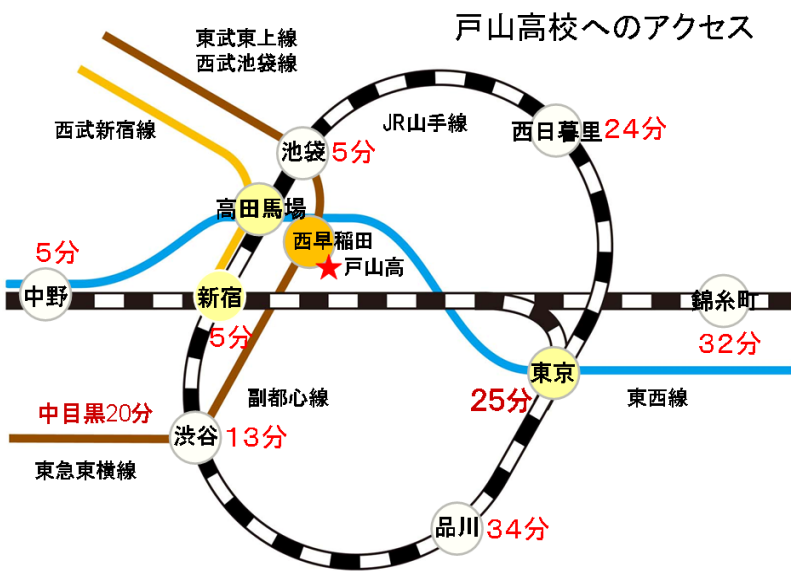 戸山高校へのアクセス
東武東上線
西武池袋線
西武新宿線
JR山手線
池袋
5分
西日暮里
24分
高田馬場
西早稲田
戸山高
5分
中野
新宿
5分
錦糸町
32分
東京
25分
東西線
副都心線
中目黒20分
渋谷
13分
東急東横線
品川
34分